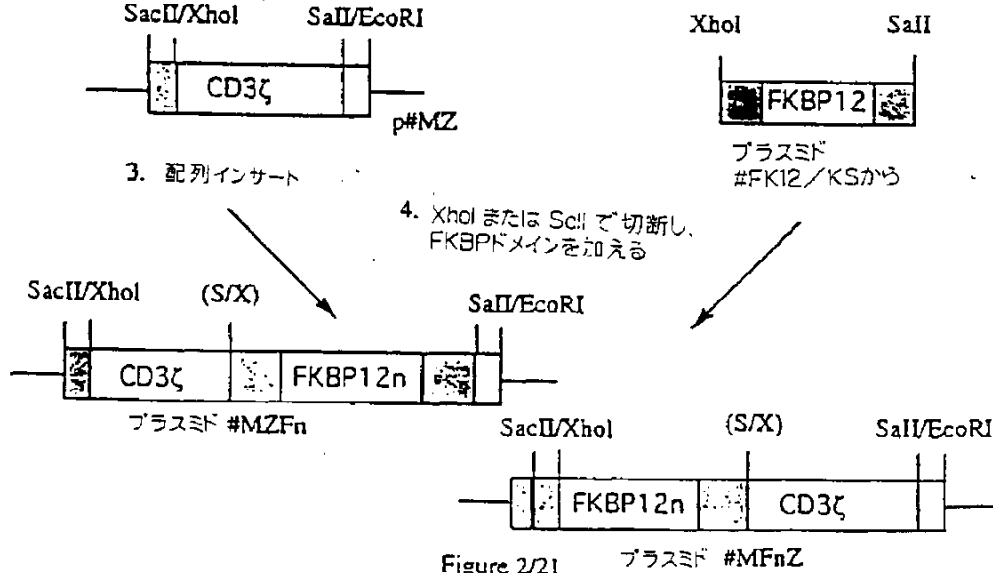 SacII/XhoI
SalI/EcoRI
CD3ζ
p#MZ
XhoI
SalI
FKBP12
プラスミド
#FK12/KSから
3. 配列インサート
4. XhoI または SalI で切断し、
FKBPドメインを加える
SacII/XhoI
(S/X)
SalI/EcoRI
CD3ζ
FKBP12n
プラスミド #MZFn
SacII/XhoI
(S/X)
SalI/EcoRI
FKBP12n
CD3ζ
プラスミド #MFnZ
Figure 2/21